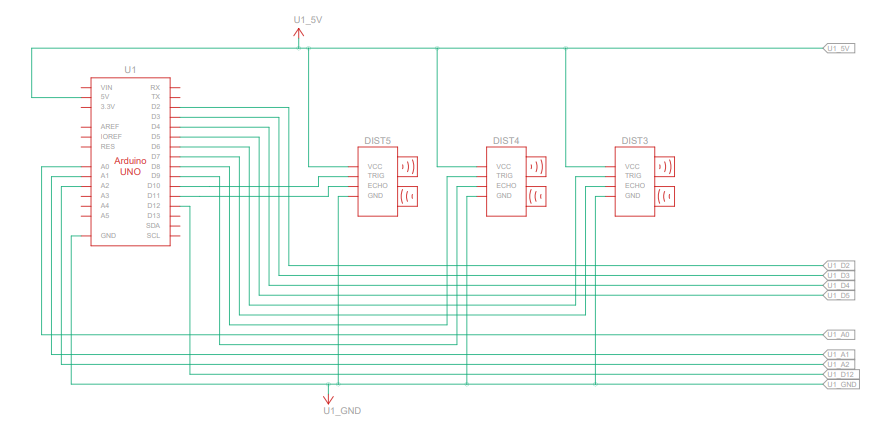 U1_5V
U1_5V
U1
VIN
5V
3.3V
AREF
IOREF
RES
A0
A1
A2
A3
A4
A5
GND
Arduino
UNO
RX
TX
D2
D3
D4
D5
D6
D7
D8
D9
D10
D11
D12
D13
SDA
SCL
DIST5
VCC
TRIG
ECHO
GND
DIST4
VCC
TRIG
ECHO
GND
DIST3
VCC
TRIG
ECHO
GND
U1_D2
U1_D3
U1_D4
U1_D5
U1_A0
U1_A1
U1_A2
U1_D12
U1_GND
U1_GND